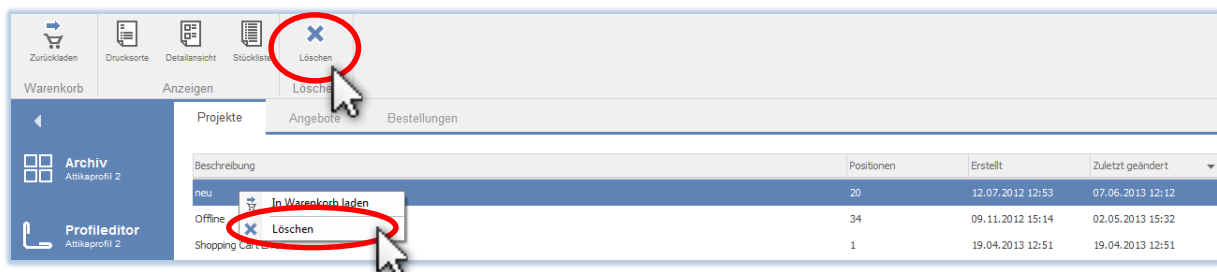 Zurückladen Drucksorte Detailansicht Stückliste Löschen
Warenkorb Anzeigen Lösche
Projekte Angebote Bestellungen
Archiv
Attikaprofil 2
Beschreibung Positionen Erstellt Zuletzt geändert
neu 20 12.07.2012 12:53 07.06.2013 12:12
In Warenkorb laden
Offline 34 09.11.2012 15:14 02.05.2013 15:32
Löschen
Profileditor
Attikaprofil 2
Shopping Cart 1 19.04.2013 12:51 19.04.2013 12:51